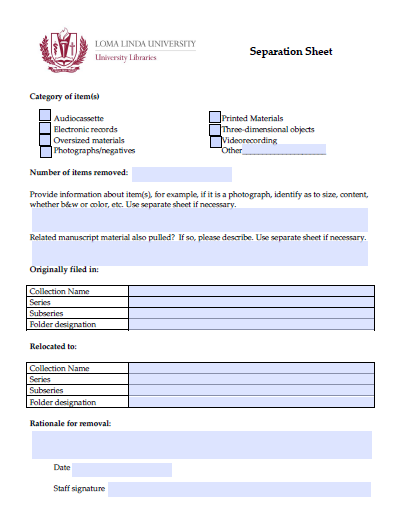 LOMA LINDA UNIVERSITY
University Libraries
Separation Sheet
Category of item(s)
Audiocassette
Electronic records
Oversized materials
Photographs/negatives
Printed Materials
Three-dimensional objects
Videorecording
Other____________________
Number of items removed:
Provide information about item(s), for example, if it is a photograph, identify as to size, content,
whether b&w or color, etc. Use separate sheet if necessary.
Related manuscript material also pulled? If so, please describe. Use separate sheet if necessary.
Originally filed in:
Collection Name
Series
Subseries
Folder designation
Relocated to:
Collection Name
Series
Subseries
Folder designation
Rationale for removal:
Date
Staff signature